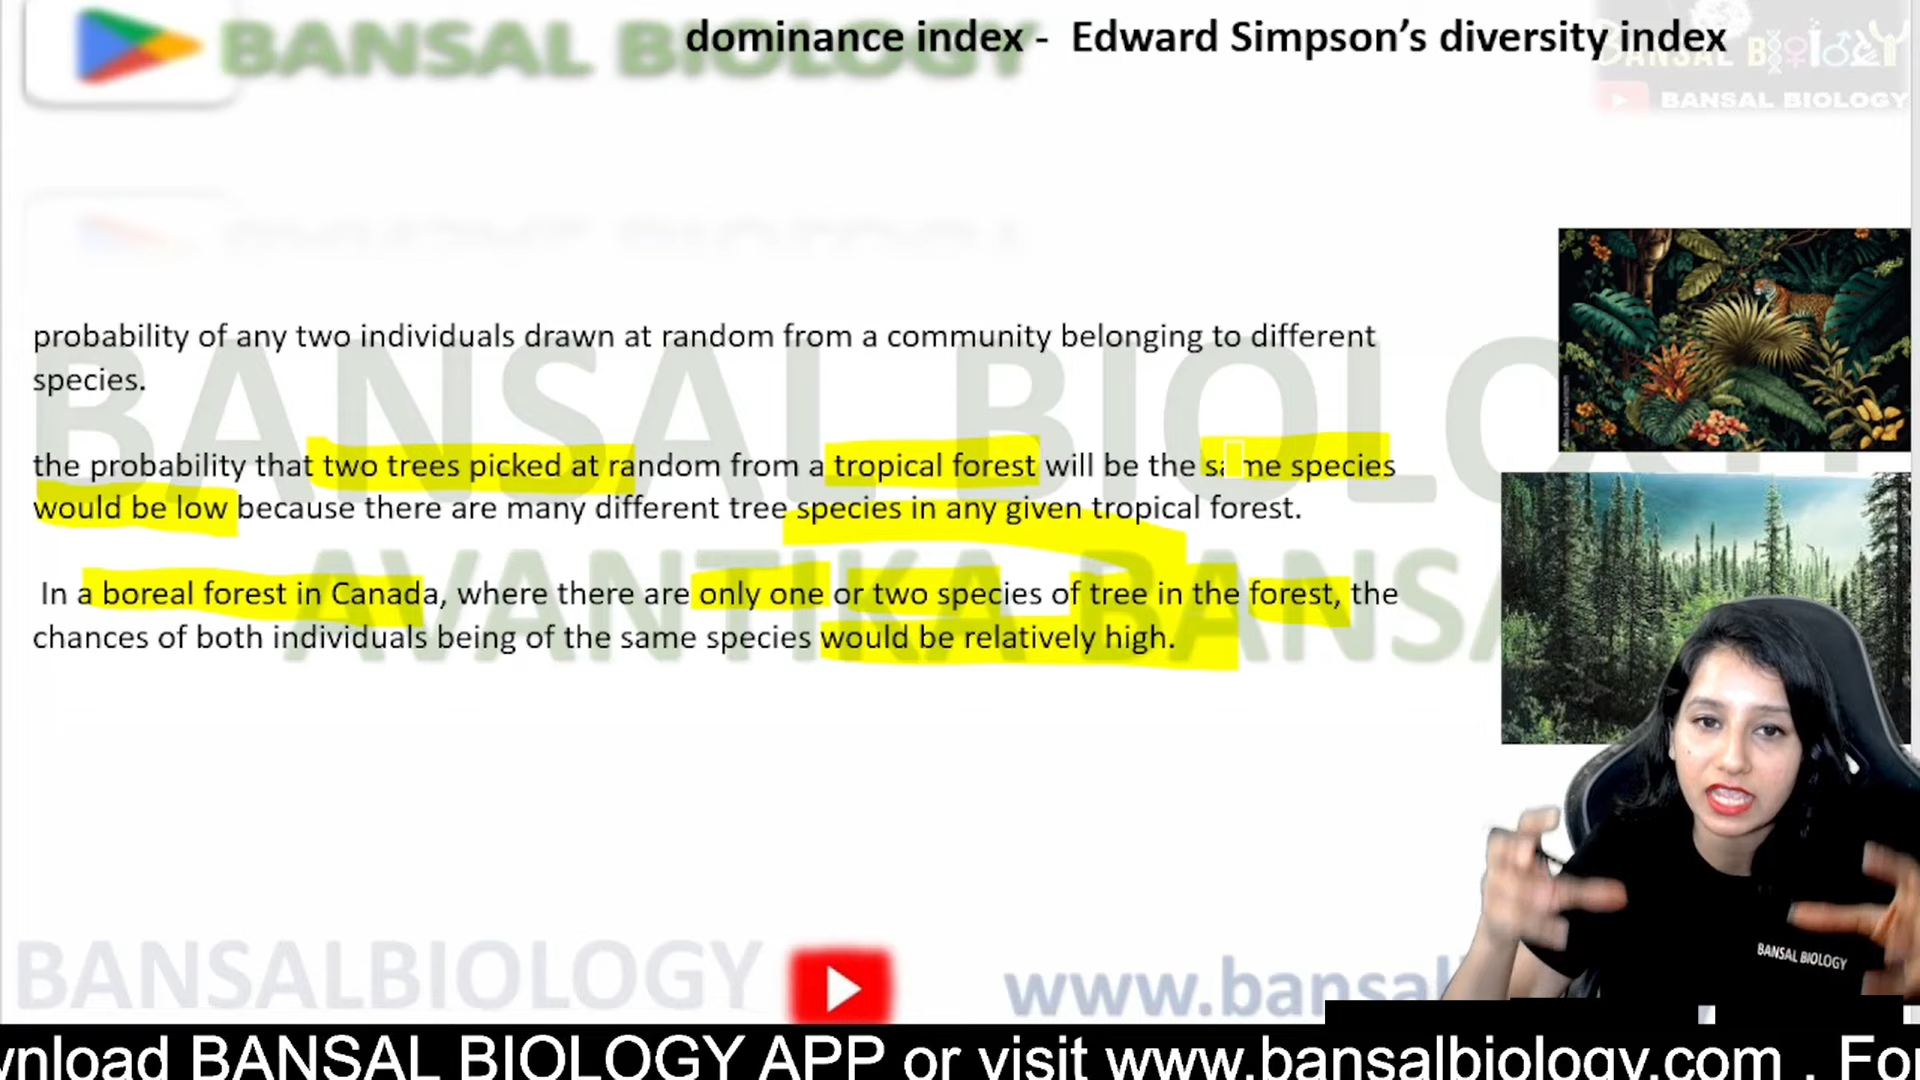 BANSAL BIOLOGY
dominance index - Edward Simpson’s diversity index
BANSAL BIOLOGY
BANSAL BIOLOGY
probability of any two individuals drawn at random from a community belonging to different
species.
the probability that two trees picked at random from a tropical forest will be the same species
would be low because there are many different tree species in any given tropical forest.
In a boreal forest in Canada, where there are only one or two species of tree in the forest, the
chances of both individuals being of the same species would be relatively high.
BANSAL BIOLO
AVANTIKA BANSA
BANSAL BIOLOGY
BANSALBIOLOGY
www.bansal
wnload BANSAL BIOLOGY APP or visit www.bansalbiology.com . Fo